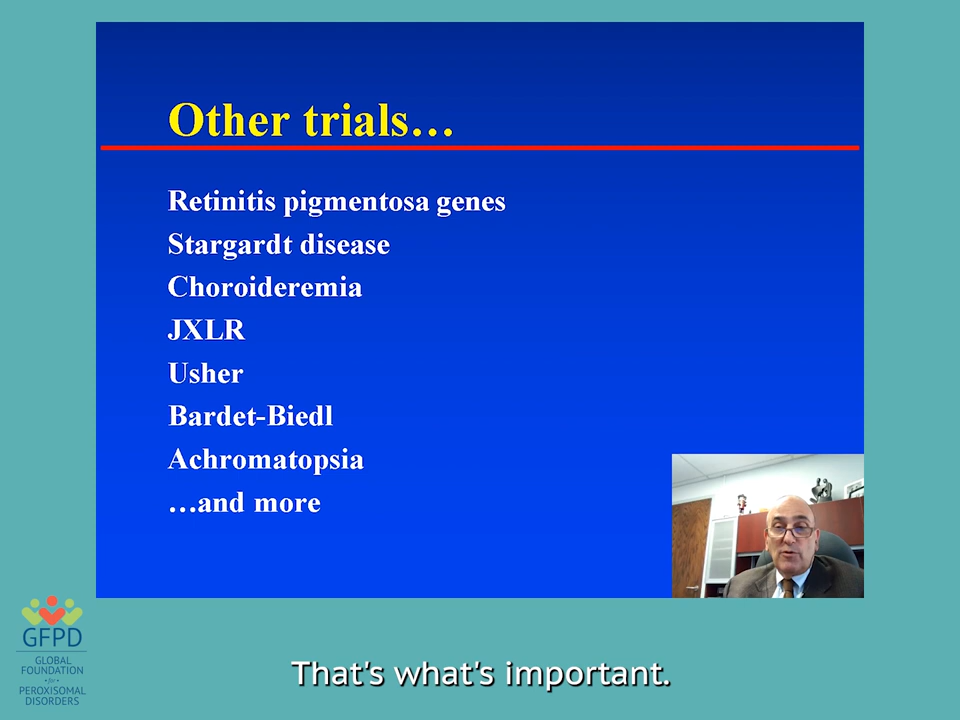 Other trials…
Retinitis pigmentosa genes
Stargardt disease
Choroideremia
JXLR
Usher
Bardet-Biedl
Achromatopsia
…and more
GFPD
GLOBAL
FOUNDATION
for
PEROXISOMAL
DISORDERS
That's what's important.